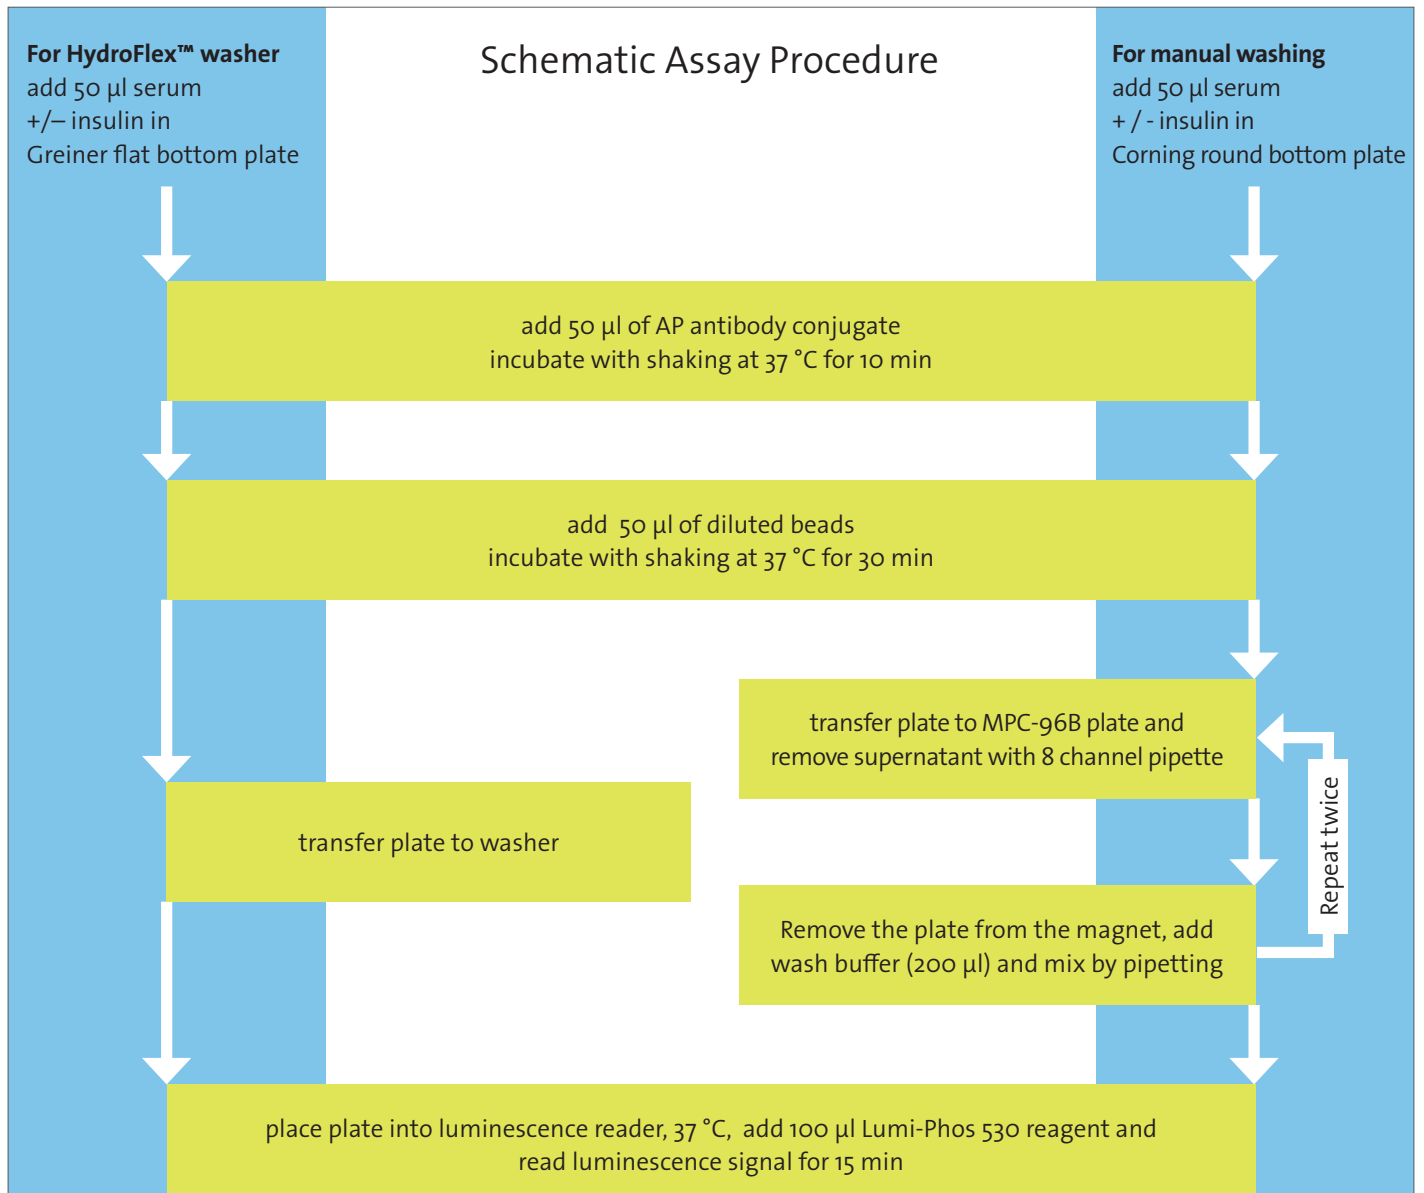 Schematic Assay Procedure
For HydroFlex™ washer
add 50 µl serum
+/– insulin in
Greiner flat bottom plate
For manual washing
add 50 µl serum
+ / - insulin in
Corning round bottom plate
add 50 µl of AP antibody conjugate
incubate with shaking at 37 °C for 10 min
add 50 µl of diluted beads
incubate with shaking at 37 °C for 30 min
transfer plate to washer
transfer plate to MPC-96B plate and
remove supernatant with 8 channel pipette
Remove the plate from the magnet, add
wash buffer (200 µl) and mix by pipetting
Repeat twice
place plate into luminescence reader, 37 °C, add 100 µl Lumi-Phos 530 reagent and
read luminescence signal for 15 min